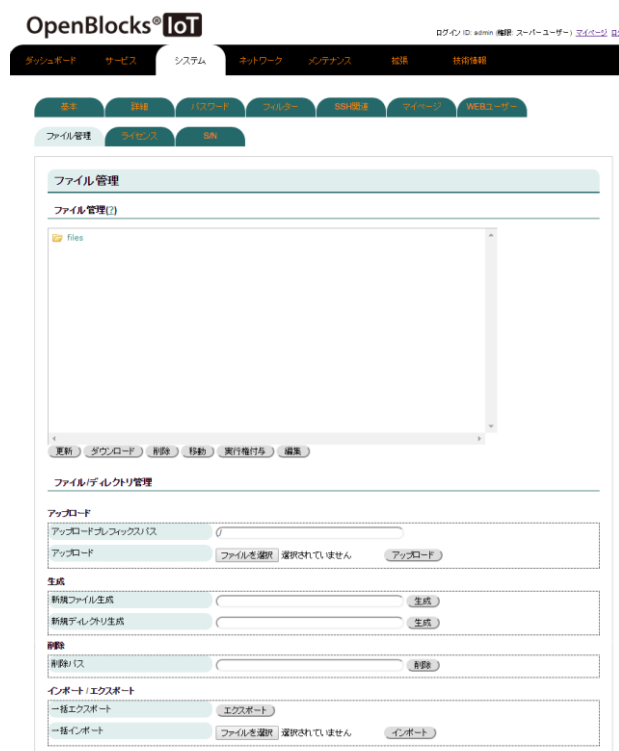 OpenBlocks® IoT
ログイン ID: admin (権限: スーパーユーザー) マイページ
ダッシュボード サービス システム ネットワーク メンテナンス 拡張 技術情報
基本 詳細 パスワード フィルター SSH関連 マイページ WEBユーザー
ファイル管理 ライセンス S/N
ファイル管理
ファイル管理(?)
files
更新 ダウンロード 削除 移動 実行権付与 編集
ファイル/ディレクトリ管理
アップロード
アップロードプレフィックスパス /
アップロード ファイルを選択 選択されていません アップロード
生成
新規ファイル生成 生成
新規ディレクトリ生成 生成
削除
削除パス 削除
インポート / エクスポート
一括エクスポート エクスポート
一括インポート ファイルを選択 選択されていません インポート